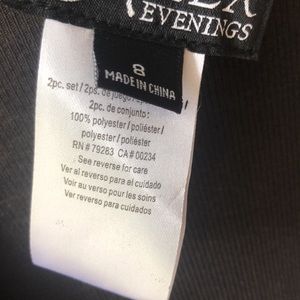 EVENINGS
8
MADE IN CHINA
2pc. set / 2ps. de juego /
2pc. de conjunto :
100% polyester / poliéster /
polyester / poliéster
RN # 79263 CA # 00234
See reverse for care
Ver al reverso para el cuidado
Voir au verso pour les soins
Ver reverso para cuidados